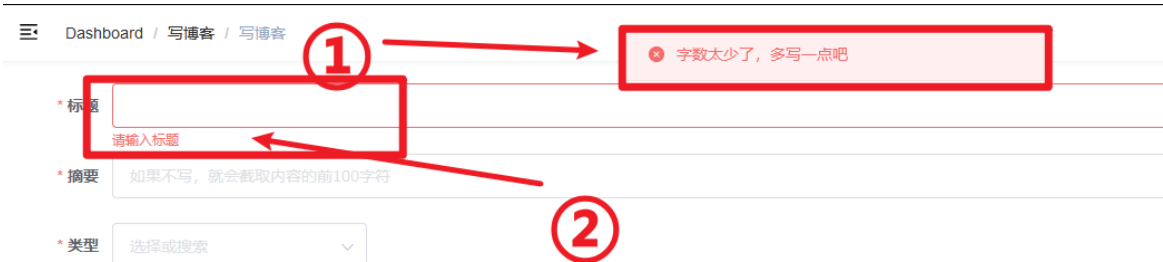 Dashboard / 写博客 / 写博客
①
字数太少了，多写一点吧
* 标题
请输入标题
* 摘要 如果不写，就会截取内容的前100字符
②
* 类型 选择或搜索